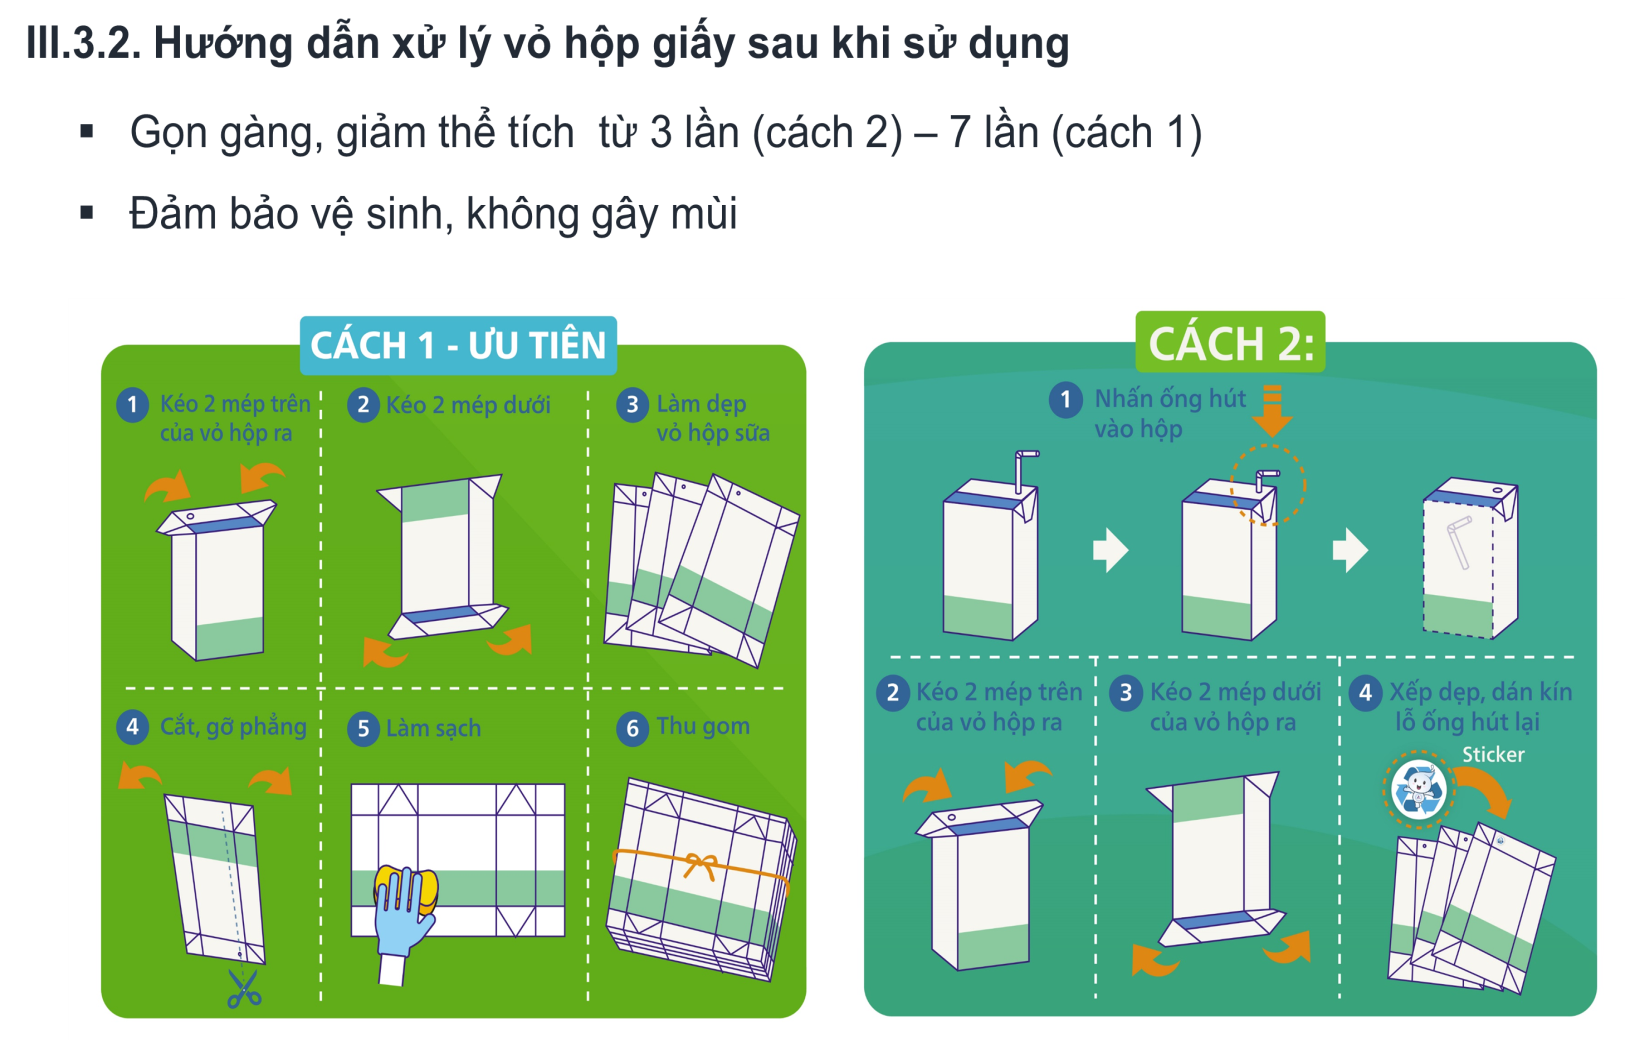 III.3.2. Hướng dẫn xử lý vỏ hộp giấy sau khi sử dụng
▪ Gọn gàng, giảm thể tích từ 3 lần (cách 2) – 7 lần (cách 1)
▪ Đảm bảo vệ sinh, không gây mùi
CÁCH 1 - ƯU TIÊN
1 Kéo 2 mép trên
của vỏ hộp ra
2 Kéo 2 mép dưới
3 Làm dẹp
vỏ hộp sữa
4 Cắt, gỡ phẳng
5 Làm sạch
6 Thu gom
CÁCH 2:
1 Nhấn ống hút
vào hộp
2 Kéo 2 mép trên
của vỏ hộp ra
3 Kéo 2 mép dưới
của vỏ hộp ra
4 Xếp dẹp, dán kín
lỗ ống hút lại
Sticker